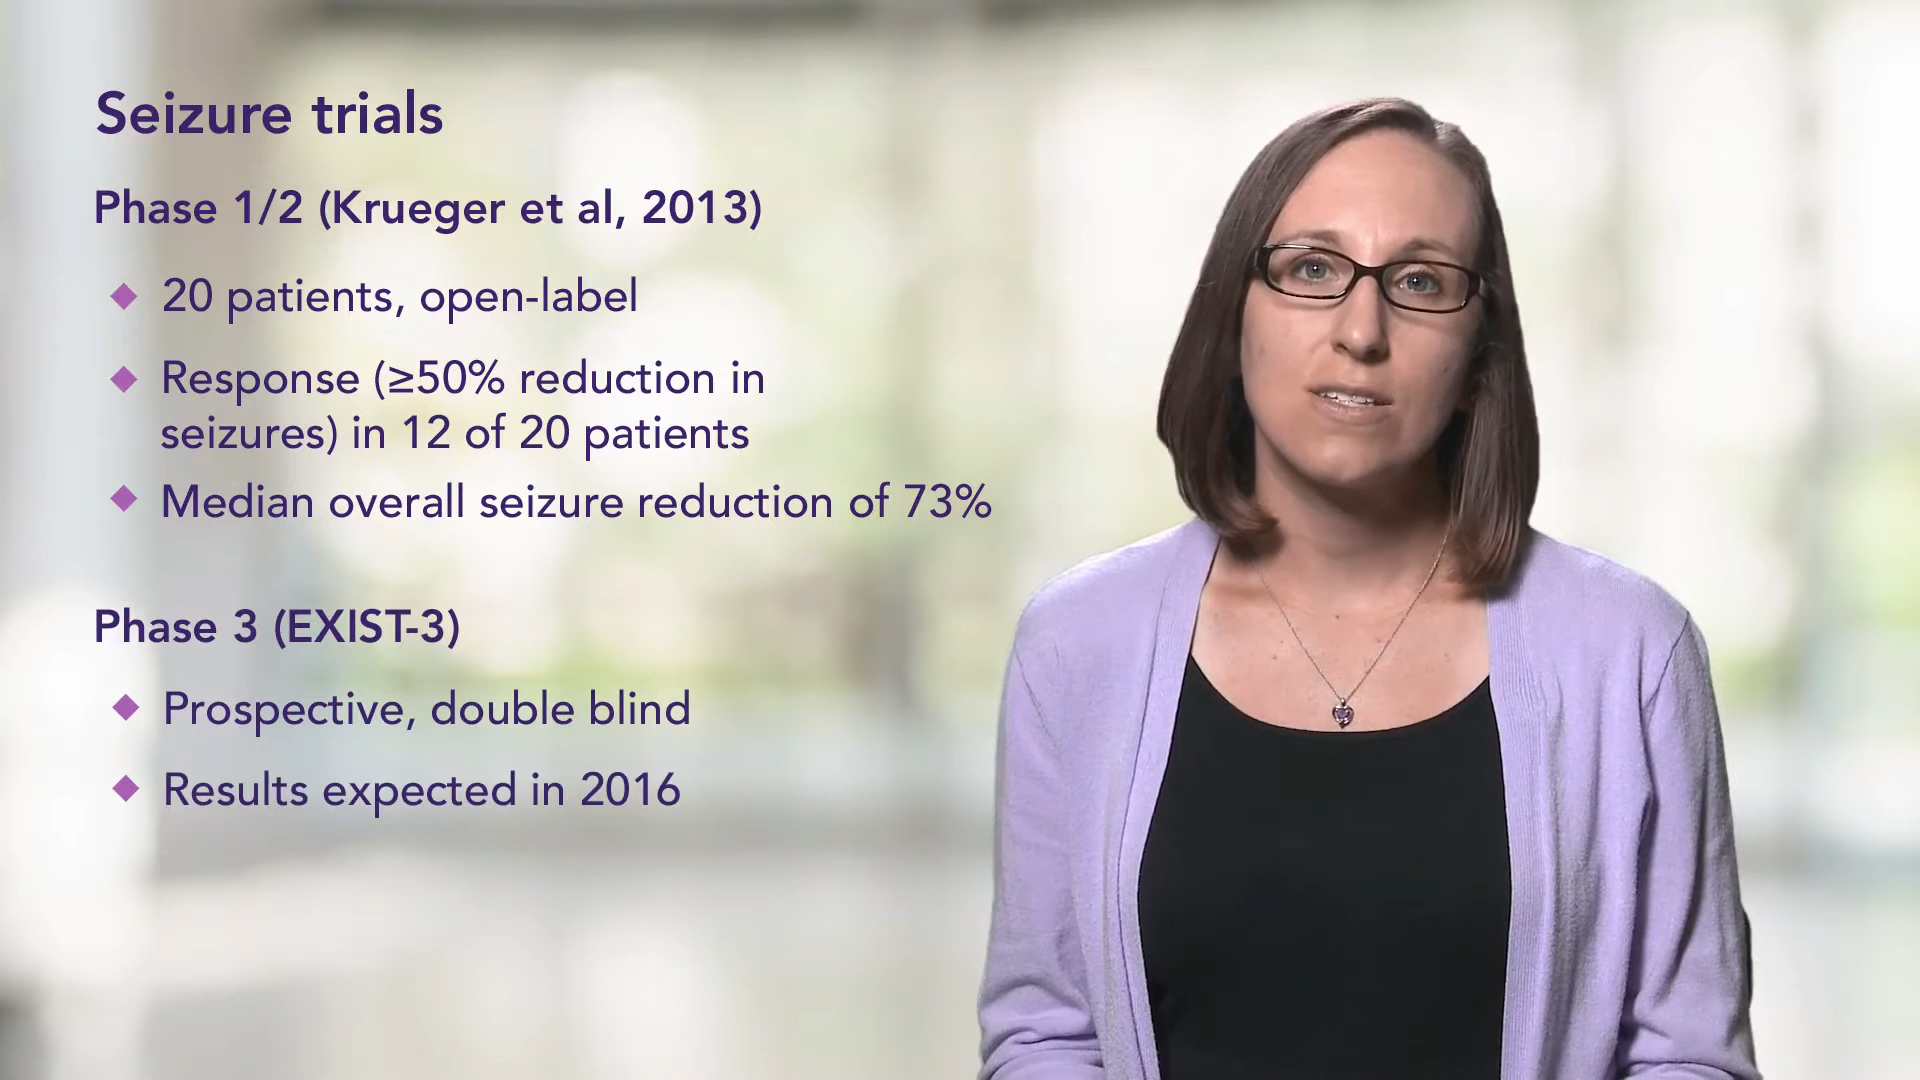 Seizure trials
Phase 1/2 (Krueger et al, 2013)
20 patients, open-label
Response (≥50% reduction in
seizures) in 12 of 20 patients
Median overall seizure reduction of 73%
Phase 3 (EXIST-3)
Prospective, double blind
Results expected in 2016